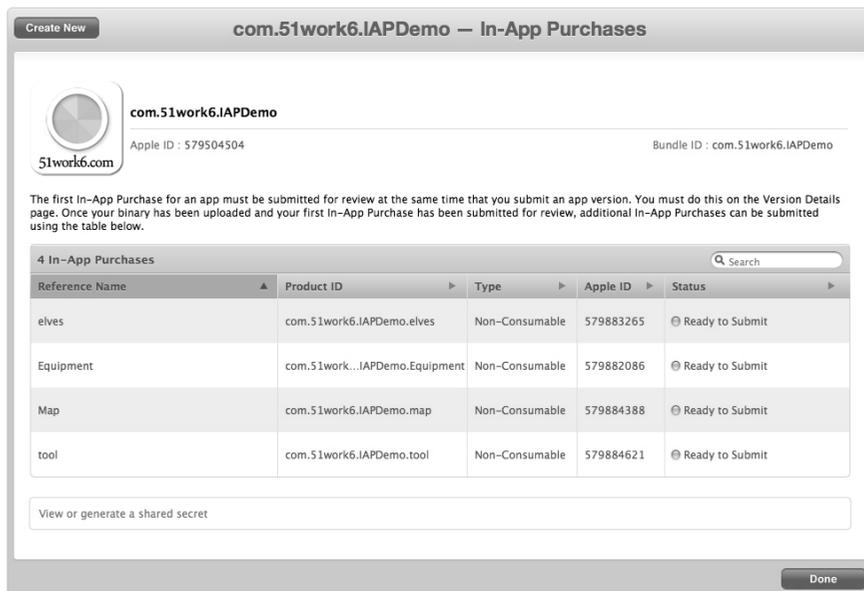 Create New
com.51work6.IAPDemo — In-App Purchases
51work6.com
com.51work6.IAPDemo
Apple ID : 579504504
Bundle ID : com.51work6.IAPDemo
The first In-App Purchase for an app must be submitted for review at the same time that you submit an app version. You must do this on the Version Details
page. Once your binary has been uploaded and your first In-App Purchase has been submitted for review, additional In-App Purchases can be submitted
using the table below.
4 In-App Purchases
Search
Reference Name Product ID Type Apple ID Status
elves com.51work6.IAPDemo.elves Non-Consumable 579883265 Ready to Submit
Equipment com.51work...IAPDemo.Equipment Non-Consumable 579882086 Ready to Submit
Map com.51work6.IAPDemo.map Non-Consumable 579884388 Ready to Submit
tool com.51work6.IAPDemo.tool Non-Consumable 579884621 Ready to Submit
View or generate a shared secret
Done